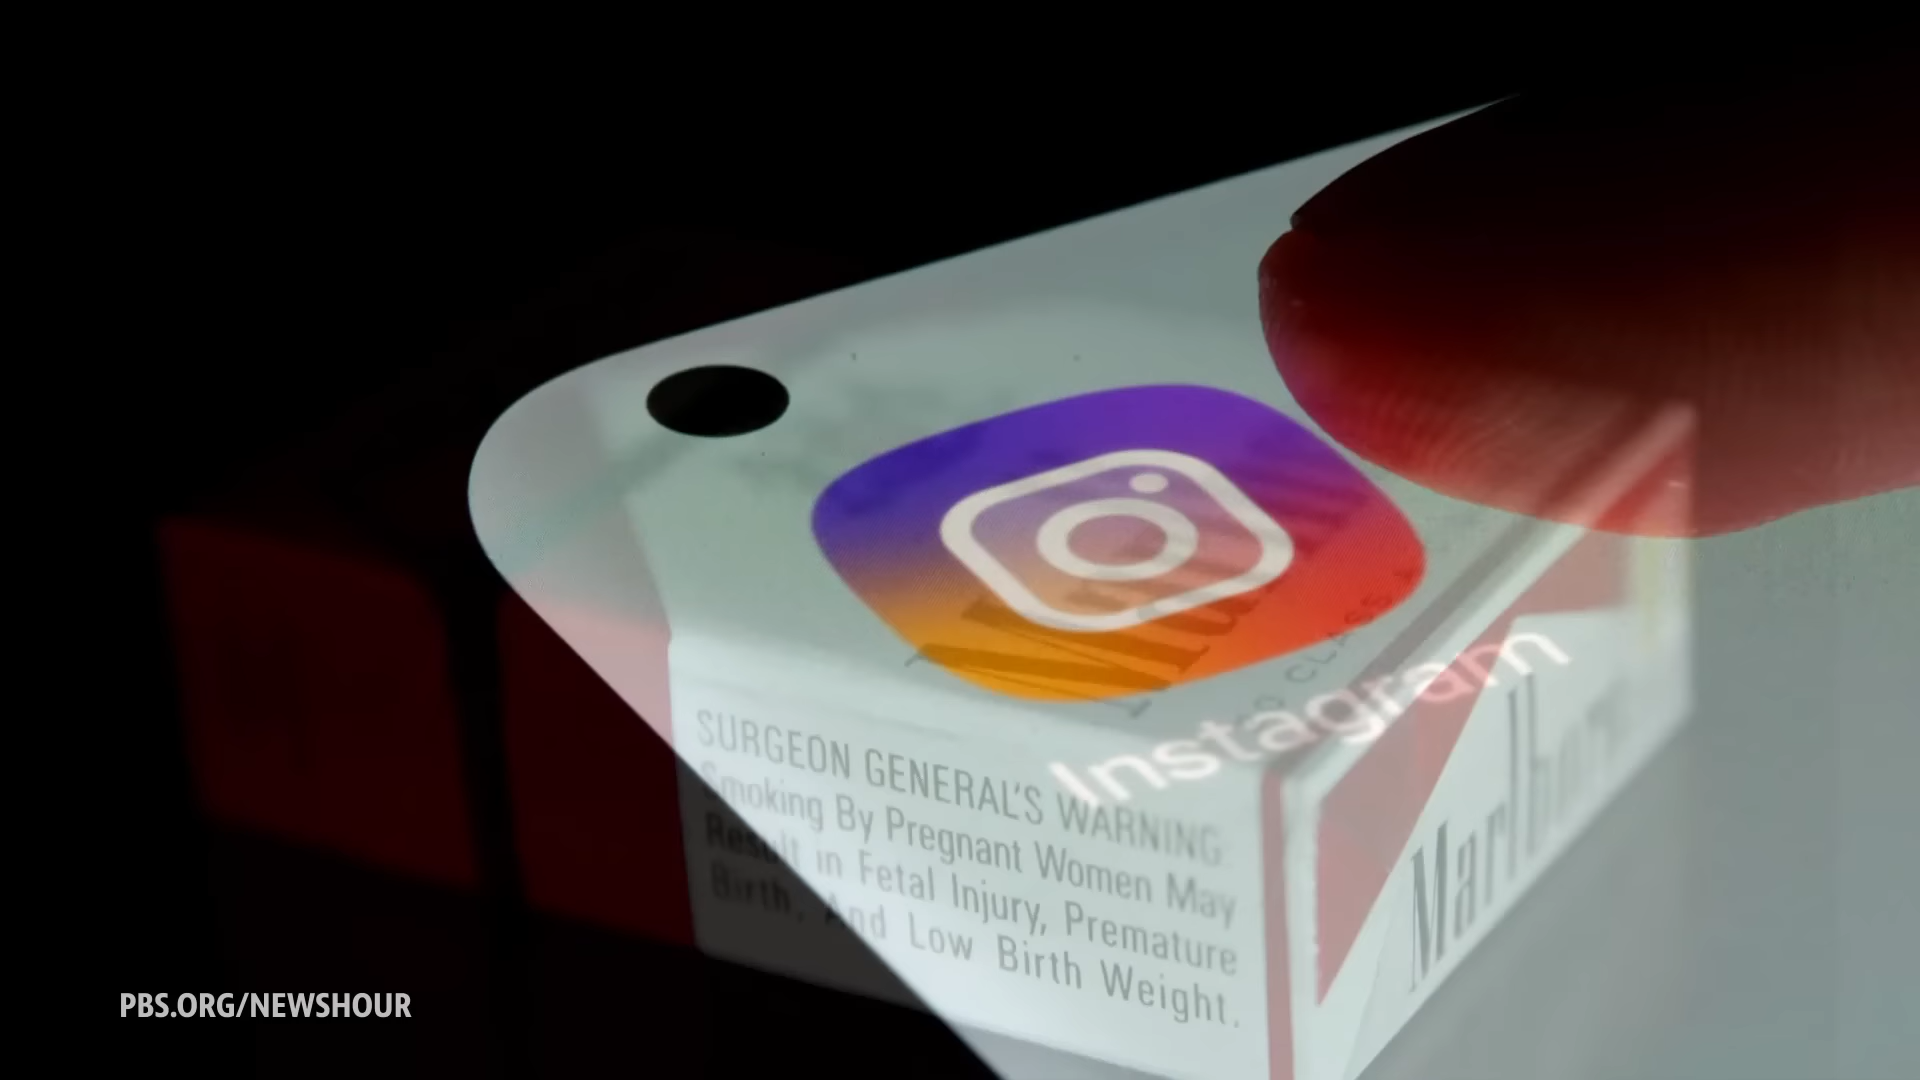 SURGEON GENERAL'S WARNING
Smoking By Pregnant Women May
Result in Fetal Injury, Premature
Birth, And Low Birth Weight.
Instagram
Marlboro
PBS.ORG/NEWSHOUR